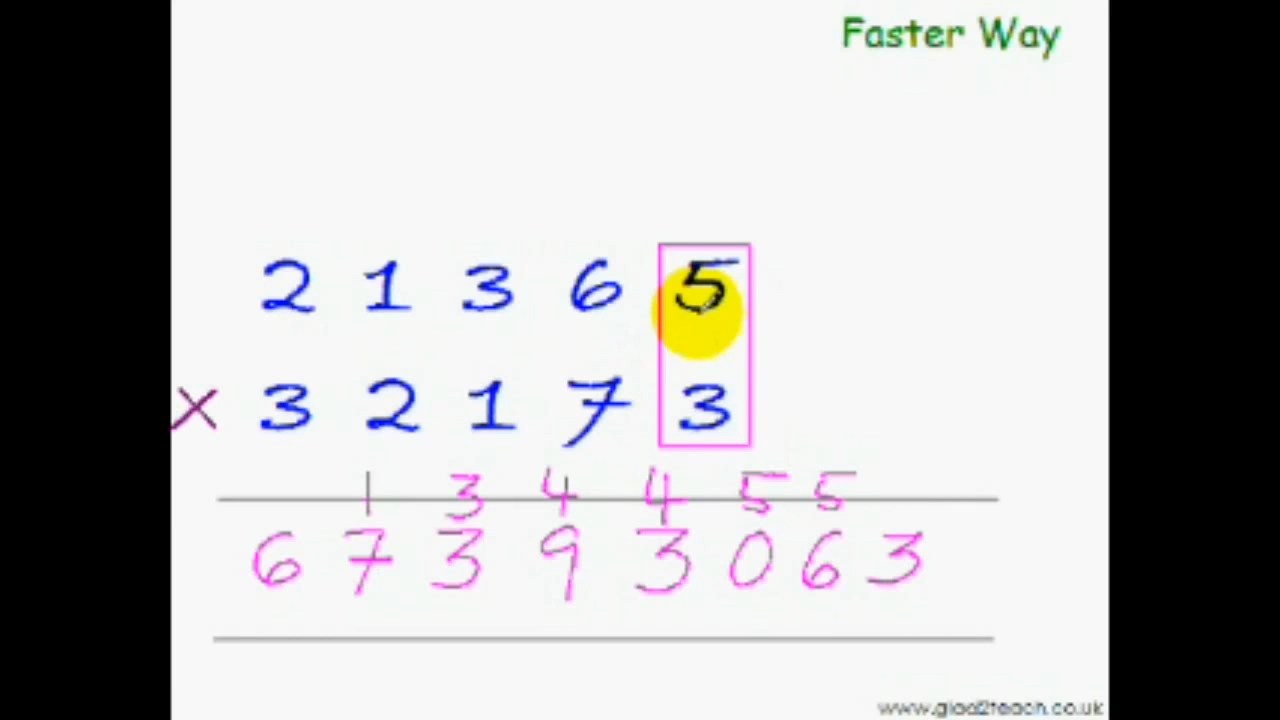 Faster Way
2 1 3 6 5
× 3 2 1 7 3
1 3 4 4 5 5
6 7 3 9 3 0 6 3
www.glad2teach.co.uk